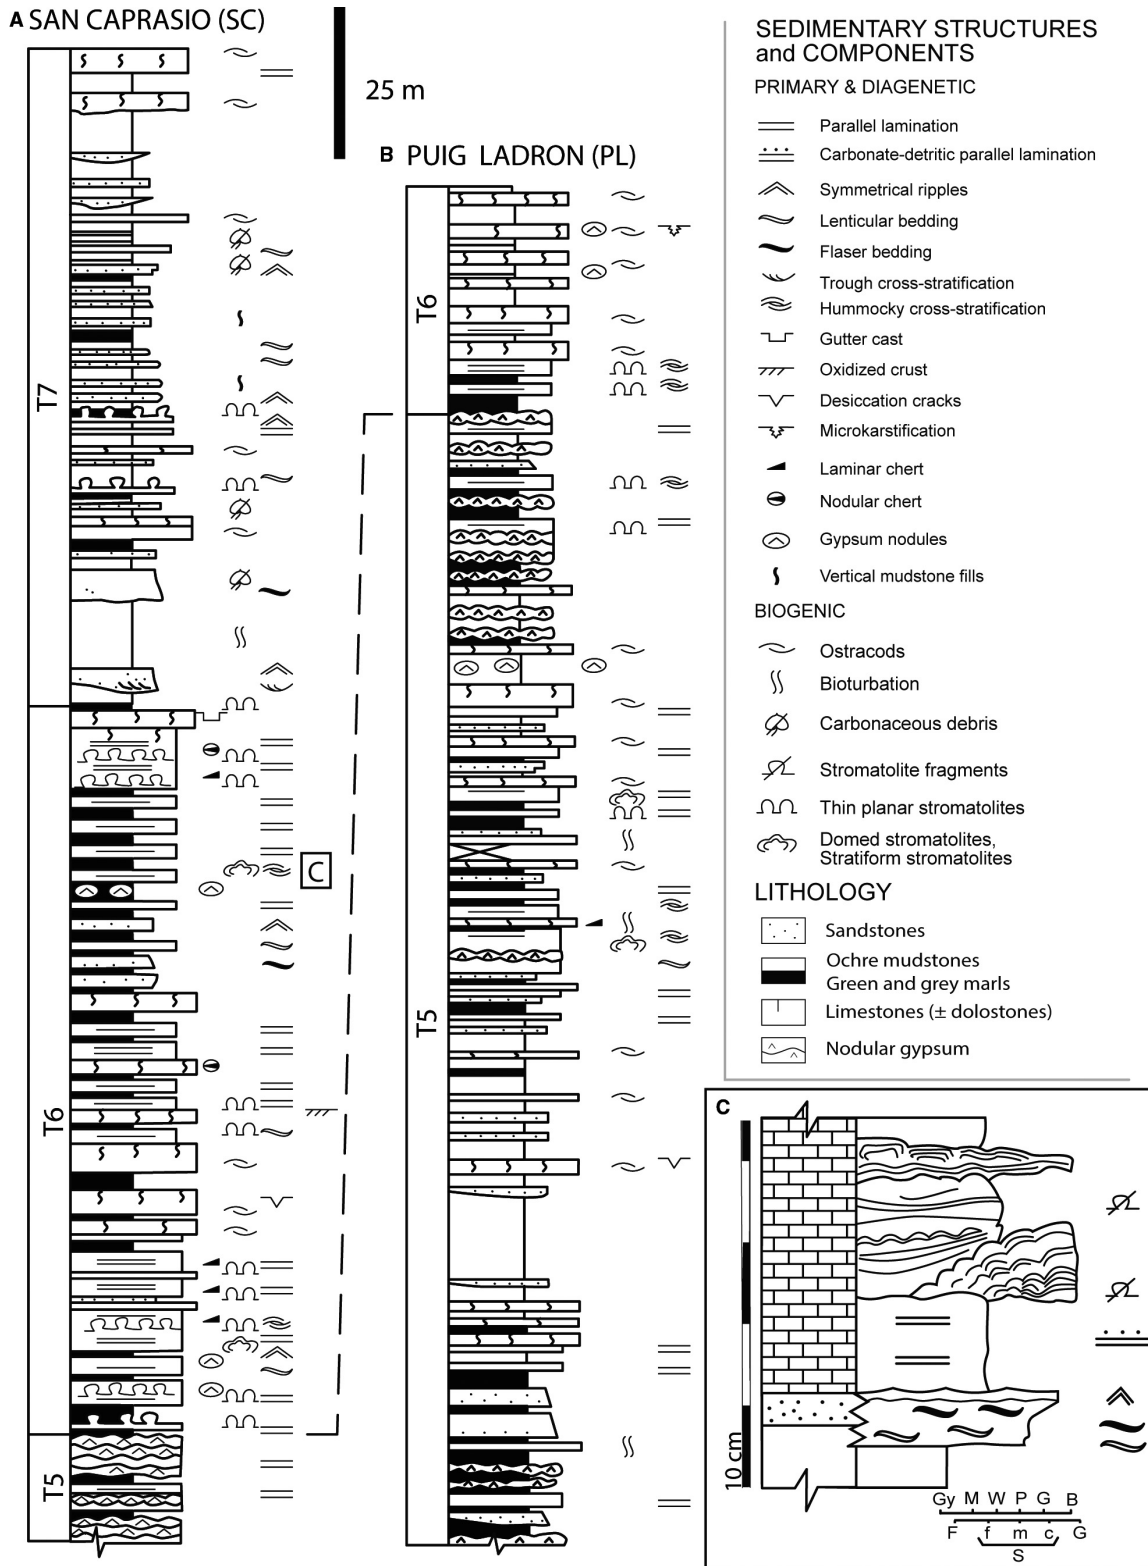 A SAN CAPRASIO (SC)
25 m
B PUIG LADRON (PL)
T7
T6
T5
T6
T5
C
SEDIMENTARY STRUCTURES
and COMPONENTS
PRIMARY & DIAGENETIC
Parallel lamination
Carbonate-detritic parallel lamination
Symmetrical ripples
Lenticular bedding
Flaser bedding
Trough cross-stratification
Hummocky cross-stratification
Gutter cast
Oxidized crust
Desiccation cracks
Microkarstification
Laminar chert
Nodular chert
Gypsum nodules
Vertical mudstone fills
BIOGENIC
Ostracods
Bioturbation
Carbonaceous debris
Stromatolite fragments
Thin planar stromatolites
Domed stromatolites,
Stratiform stromatolites
LITHOLOGY
Sandstones
Ochre mudstones
Green and grey marls
Limestones (± dolostones)
Nodular gypsum
C
10 cm
Gy M W P G B
F f m c G
S